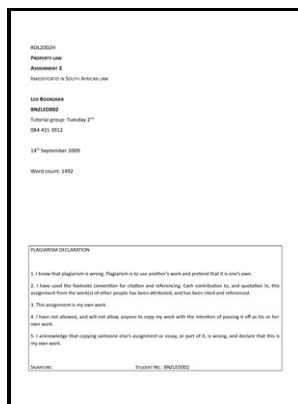 RDL2002H
PROPERTY LAW
ASSIGNMENT 2
INAEDIFICATIO IN SOUTH AFRICAN LAW
LEO BOONZAIER
BNZLEO002
Tutorial group: Tuesday 2nd
084 415 3912
14th September 2009
Word count: 1492
PLAGIARISM DECLARATION
1. I know that plagiarism is wrong. Plagiarism is to use another's work and pretend that it is one's own.
2. I have used the footnote convention for citation and referencing. Each contribution to, and quotation in, this
assignment from the work(s) of other people has been attributed, and has been cited and referenced.
3. This assignment is my own work.
4. I have not allowed, and will not allow, anyone to copy my work with the intention of passing it off as his or her
own work.
5. I acknowledge that copying someone else's assignment or essay, or part of it, is wrong, and declare that this is
my own work.
SIGNATURE: STUDENT NO.: BNZLEO002